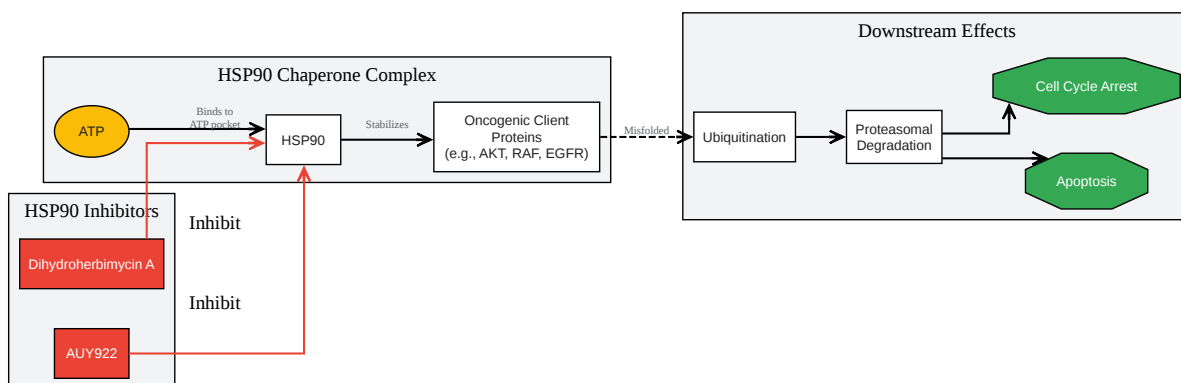 Downstream Effects
HSP90 Chaperone Complex
Cell Cycle Arrest
ATP
Binds to
ATP pocket
HSP90
Stabilizes
Oncogenic Client
Proteins
(e.g., AKT, RAF, EGFR)
Misfolded
Ubiquitination
Proteasomal
Degradation
Apoptosis
HSP90 Inhibitors
Inhibit
Dihydroherbimycin A
Inhibit
AUY922